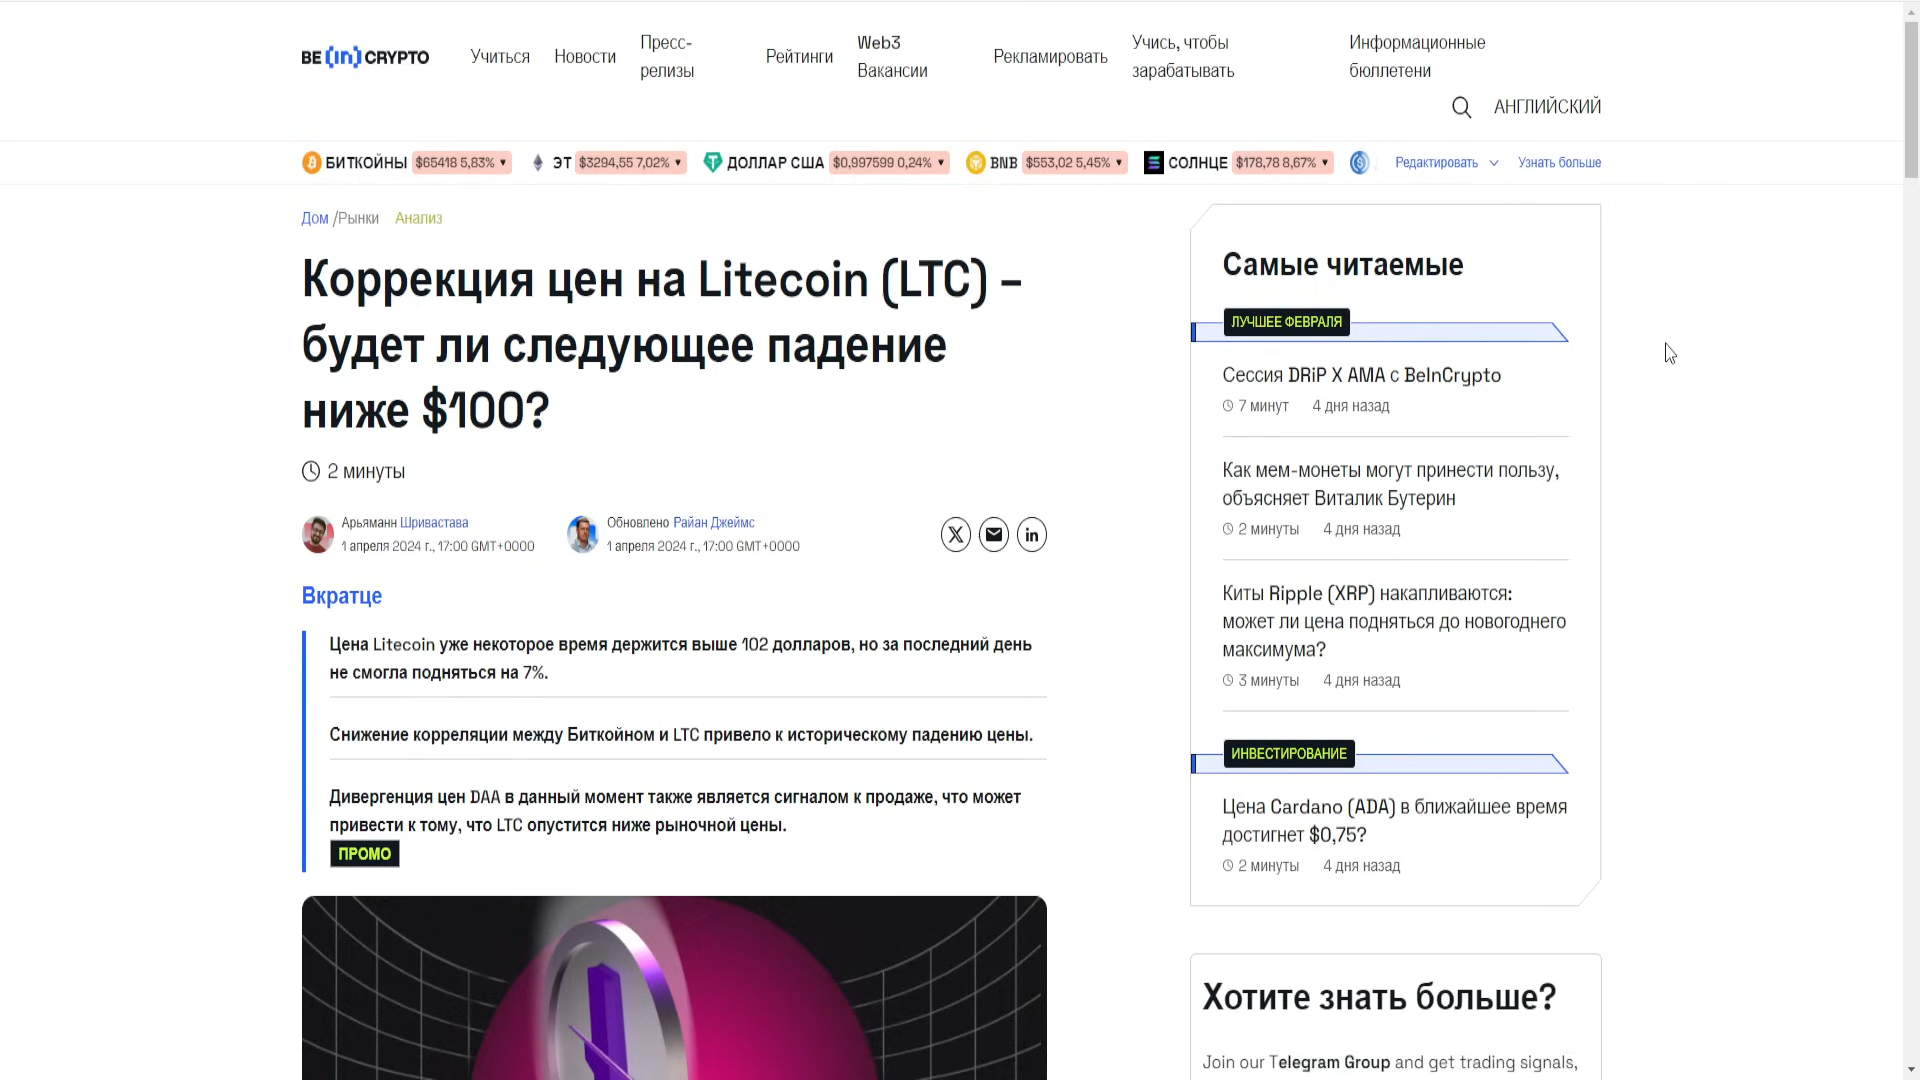 BE[in]CRYPTO
Учиться
Новости
Пресс-
релизы
Рейтинги
Web3
Вакансии
Рекламировать
Учись, чтобы
зарабатывать
Информационные
бюллетени
АНГЛИЙСКИЙ
БИТКОЙНЫ $65418 5,83% ▼ ЭТ $3294,55 7,02% ▼ ДОЛЛАР США $0,997599 0,24% ▼ BNB $553,02 5,45% ▼ СОЛНЦЕ $178,78 8,67% ▼ Редактировать Узнать больше
Дом /Рынки Анализ
Коррекция цен на Litecoin (LTC) –
будет ли следующее падение
ниже $100?
2 минуты
Арьяманн Шривастава
1 апреля 2024 г., 17:00 GMT+0000
Обновлено Райан Джеймс
1 апреля 2024 г., 17:00 GMT+0000
Вкратце
Цена Litecoin уже некоторое время держится выше 102 долларов, но за последний день
не смогла подняться на 7%.
Снижение корреляции между Биткойном и LTC привело к историческому падению цены.
Дивергенция цен DAA в данный момент также является сигналом к продаже, что может
привести к тому, что LTC опустится ниже рыночной цены.
ПРОМО
Самые читаемые
ЛУЧШЕЕ ФЕВРАЛЯ
Сессия DRiP X AMA с BeInCrypto
7 минут 4 дня назад
Как мем-монеты могут принести пользу,
объясняет Виталик Бутерин
2 минуты 4 дня назад
Киты Ripple (XRP) накапливаются:
может ли цена подняться до новогоднего
максимума?
3 минуты 4 дня назад
ИНВЕСТИРОВАНИЕ
Цена Cardano (ADA) в ближайшее время
достигнет $0,75?
2 минуты 4 дня назад
Хотите знать больше?
Join our Telegram Group and get trading signals,